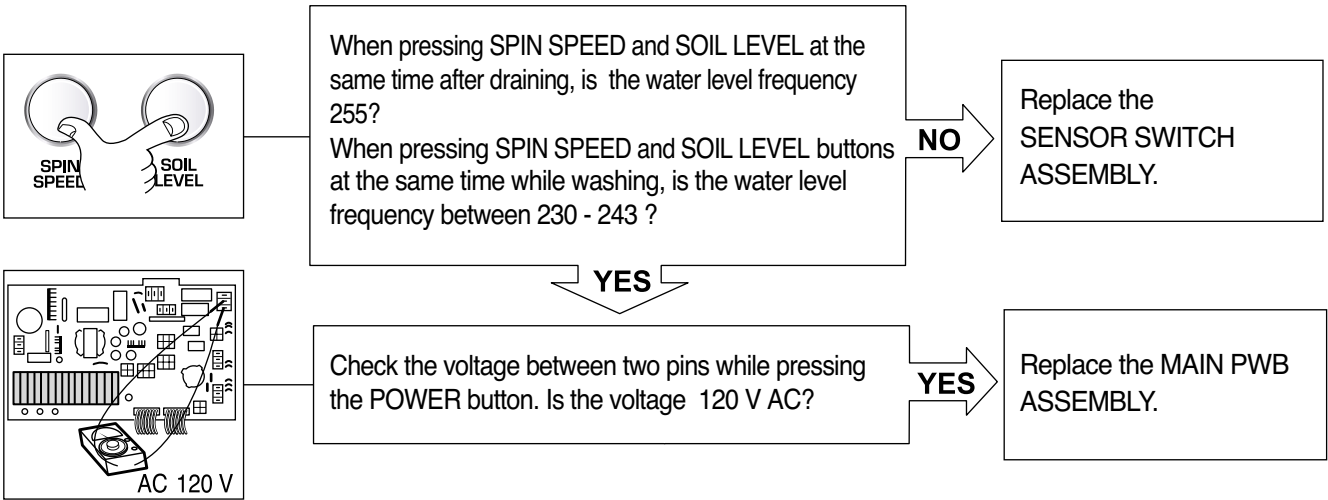 SPIN
SPEED
SOIL
LEVEL
When pressing SPIN SPEED and SOIL LEVEL at the
same time after draining, is the water level frequency
255?
When pressing SPIN SPEED and SOIL LEVEL buttons
at the same time while washing, is the water level
frequency between 230 - 243 ?
NO
Replace the
SENSOR SWITCH
ASSEMBLY.
YES
AC 120 V
Check the voltage between two pins while pressing
the POWER button. Is the voltage 120 V AC?
YES
Replace the MAIN PWB
ASSEMBLY.